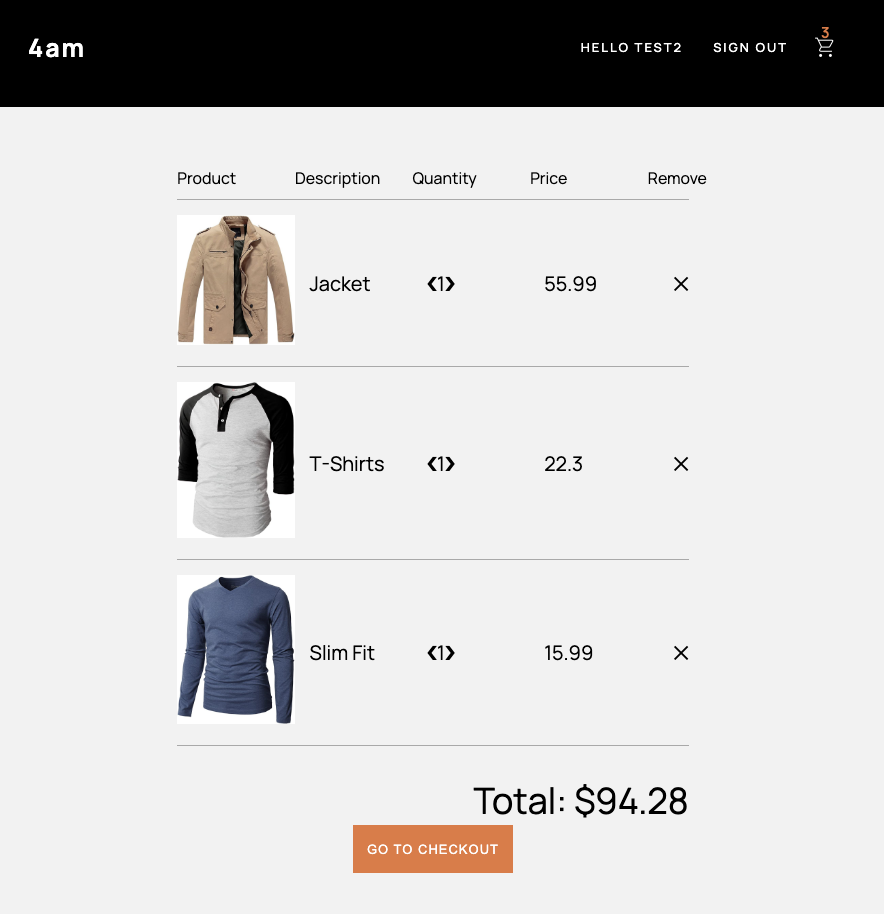 4am
HELLO TEST2 SIGN OUT 3
Product Description Quantity Price Remove
Jacket ❮1❯ 55.99 ✕
T-Shirts ❮1❯ 22.3 ✕
Slim Fit ❮1❯ 15.99 ✕
Total: $94.28
GO TO CHECKOUT